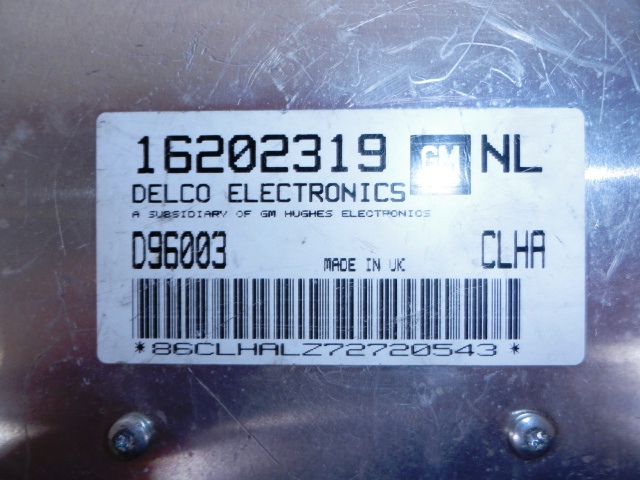 16202319 GM NL
DELCO ELECTRONICS
A SUBSIDIARY OF GM HUGHES ELECTRONICS
D96003 MADE IN UK CLHA
*86CLHALZ72720543*